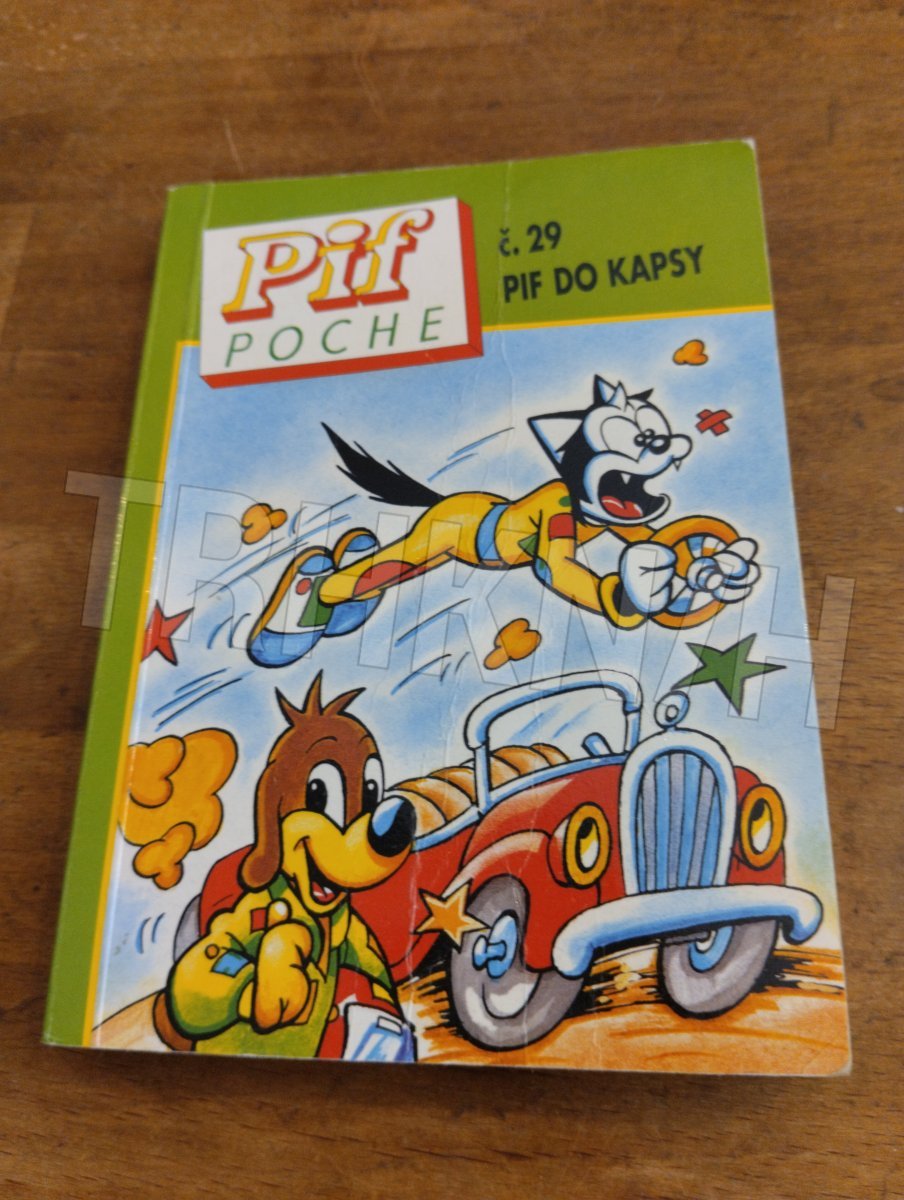 Pif
POCHE
č. 29
PIF DO KAPSY